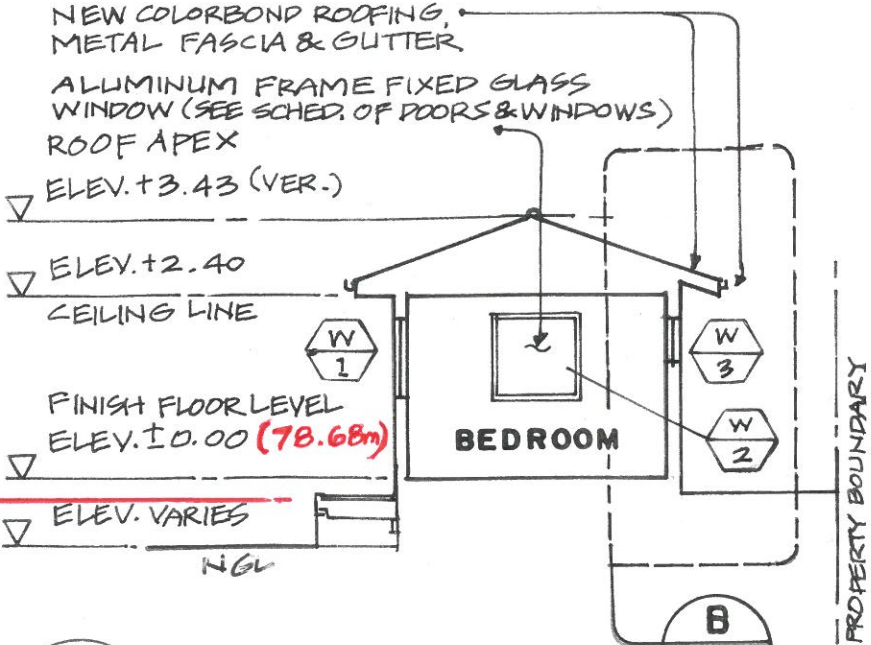 NEW COLORBOND ROOFING,
METAL FASCIA & GUTTER
ALUMINUM FRAME FIXED GLASS
WINDOW (SEE SCHED. OF DOORS & WINDOWS)
ROOF APEX
ELEV. +3.43 (VER.)
ELEV. +2.40
CEILING LINE
W
1
W
3
FINISH FLOOR LEVEL
ELEV. ±0.00 (78.68m)
BEDROOM
W
2
ELEV. VARIES
NGL
PROPERTY BOUNDARY
B